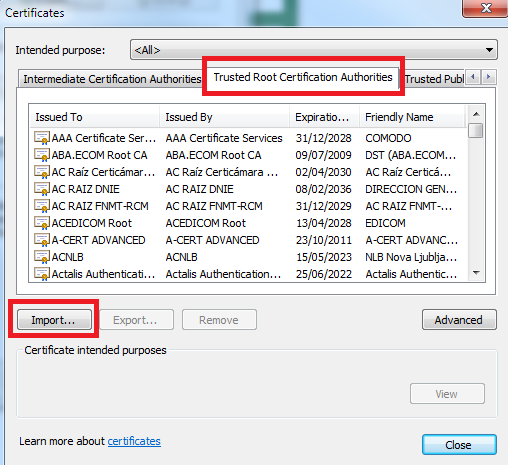 Certificates
Intended purpose: <All>
Intermediate Certification Authorities Trusted Root Certification Authorities Trusted Publ
Issued To Issued By Expiratio... Friendly Name
AAA Certificate Ser... AAA Certificate Services 31/12/2028 COMODO
ABA.ECOM Root CA ABA.ECOM Root CA 09/07/2009 DST (ABA.ECOM...
AC Raíz Certicámar... AC Raíz Certicámara ... 02/04/2030 AC Raíz Certicá...
AC RAIZ DNIE AC RAIZ DNIE 08/02/2036 DIRECCION GEN...
AC RAIZ FNMT-RCM AC RAIZ FNMT-RCM 31/12/2029 AC RAIZ FNMT-...
ACEDICOM Root ACEDICOM Root 13/04/2028 EDICOM
A-CERT ADVANCED A-CERT ADVANCED 23/10/2011 A-CERT ADVANC...
ACNLB ACNLB 15/05/2023 NLB Nova Ljublja...
Actalis Authentication... Actalis Authentication... 25/06/2022 Actalis Authentic...
Import... Export... Remove Advanced
Certificate intended purposes
View
Learn more about certificates
Close